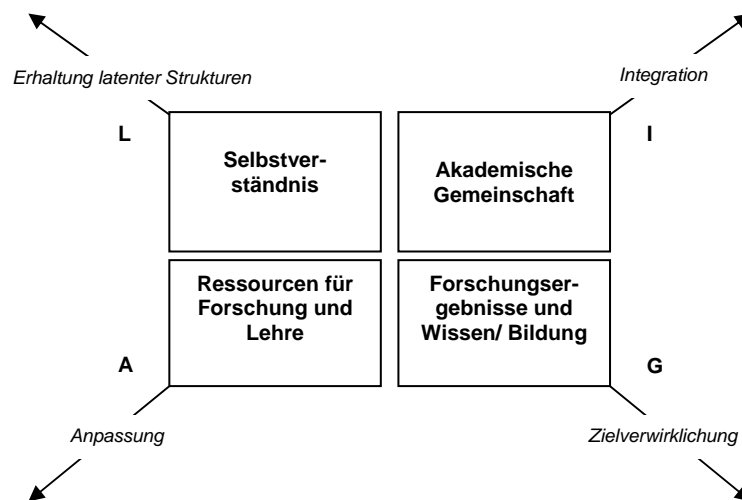 Erhaltung latenter Strukturen
Integration
L
I
Selbstver-
ständnis
Akademische
Gemeinschaft
Ressourcen für
Forschung und
Lehre
Forschungser-
gebnisse und
Wissen/ Bildung
A
G
Anpassung
Zielverwirklichung